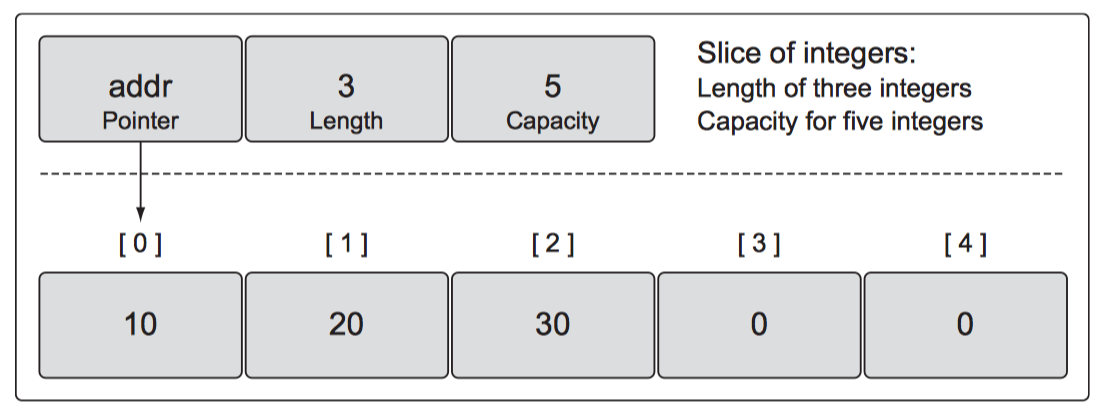 addr 3 5
Pointer Length Capacity
Slice of integers:
Length of three integers
Capacity for five integers
[ 0 ] [ 1 ] [ 2 ] [ 3 ] [ 4 ]
10 20 30 0 0